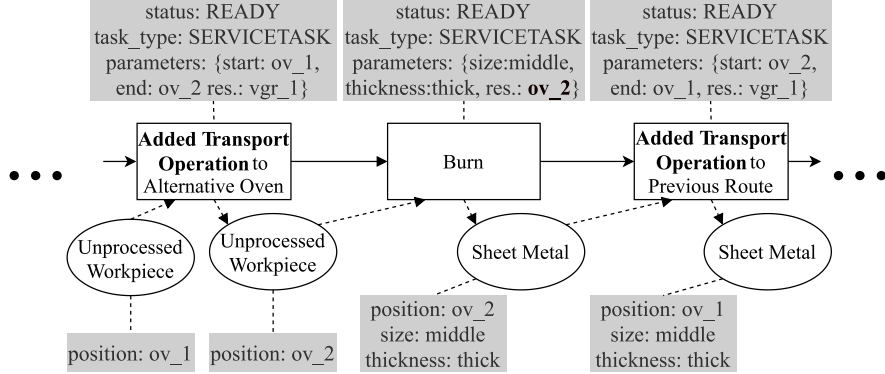 status: READY
task_type: SERVICETASK
parameters: {start: ov_1,
end: ov_2 res.: vgr_1}
status: READY
task_type: SERVICETASK
parameters: {size:middle,
thickness:thick, res.: ov_2}
status: READY
task_type: SERVICETASK
parameters: {start: ov_2,
end: ov_1, res.: vgr_1}
Added Transport
Operation to
Alternative Oven
Burn
Added Transport
Operation to
Previous Route
Unprocessed
Workpiece
Unprocessed
Workpiece
Sheet Metal
Sheet Metal
position: ov_1
position: ov_2
position: ov_2
size: middle
thickness: thick
position: ov_1
size: middle
thickness: thick